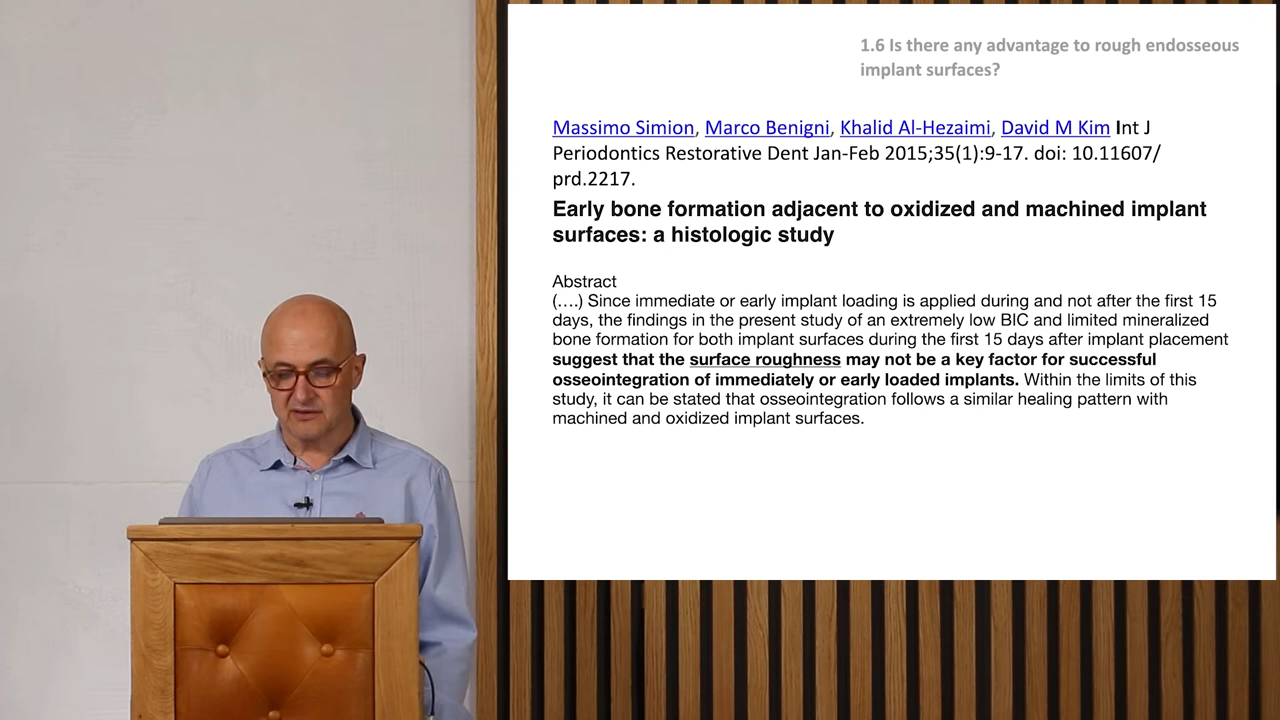 1.6 Is there any advantage to rough endosseous
implant surfaces?
Massimo Simion, Marco Benigni, Khalid Al-Hezaimi, David M Kim Int J
Periodontics Restorative Dent Jan-Feb 2015;35(1):9-17. doi: 10.11607/
prd.2217.
Early bone formation adjacent to oxidized and machined implant
surfaces: a histologic study
Abstract
(....) Since immediate or early implant loading is applied during and not after the first 15
days, the findings in the present study of an extremely low BIC and limited mineralized
bone formation for both implant surfaces during the first 15 days after implant placement
suggest that the surface roughness may not be a key factor for successful
osseointegration of immediately or early loaded implants. Within the limits of this
study, it can be stated that osseointegration follows a similar healing pattern with
machined and oxidized implant surfaces.